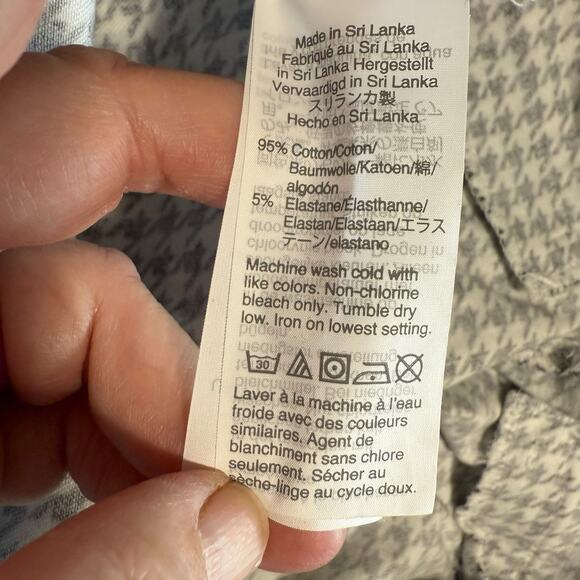 Made in Sri Lanka
Fabriqué au Sri Lanka
in Sri Lanka Hergestellt
Vervaardigd in Sri Lanka
スリランカ製
Hecho en Sri Lanka
95% Cotton/Coton/
Baumwolle/Katoen/綿/
algodón
5% Elastane/Élasthanne/
Elastan/Elastaan/エラス
テーン/elastano
Machine wash cold with
like colors. Non-chlorine
bleach only. Tumble dry
low. Iron on lowest setting.
30
Laver à la machine à l'eau
froide avec des couleurs
similaires. Agent de
blanchiment sans chlore
seulement. Sécher au
sèche-linge au cycle doux.